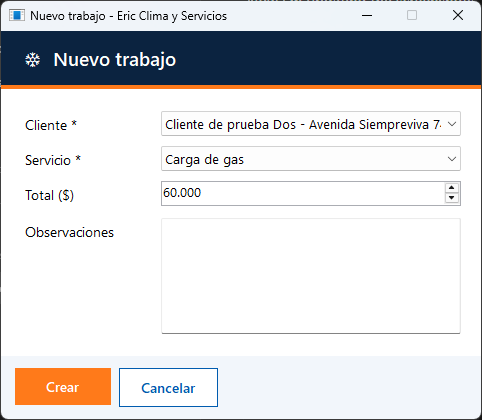 Nuevo trabajo - Eric Clima y Servicios
Nuevo trabajo
Cliente *
Cliente de prueba Dos - Avenida Siempreviva 74
Servicio *
Carga de gas
Total ($)
60.000
Observaciones
Crear
Cancelar